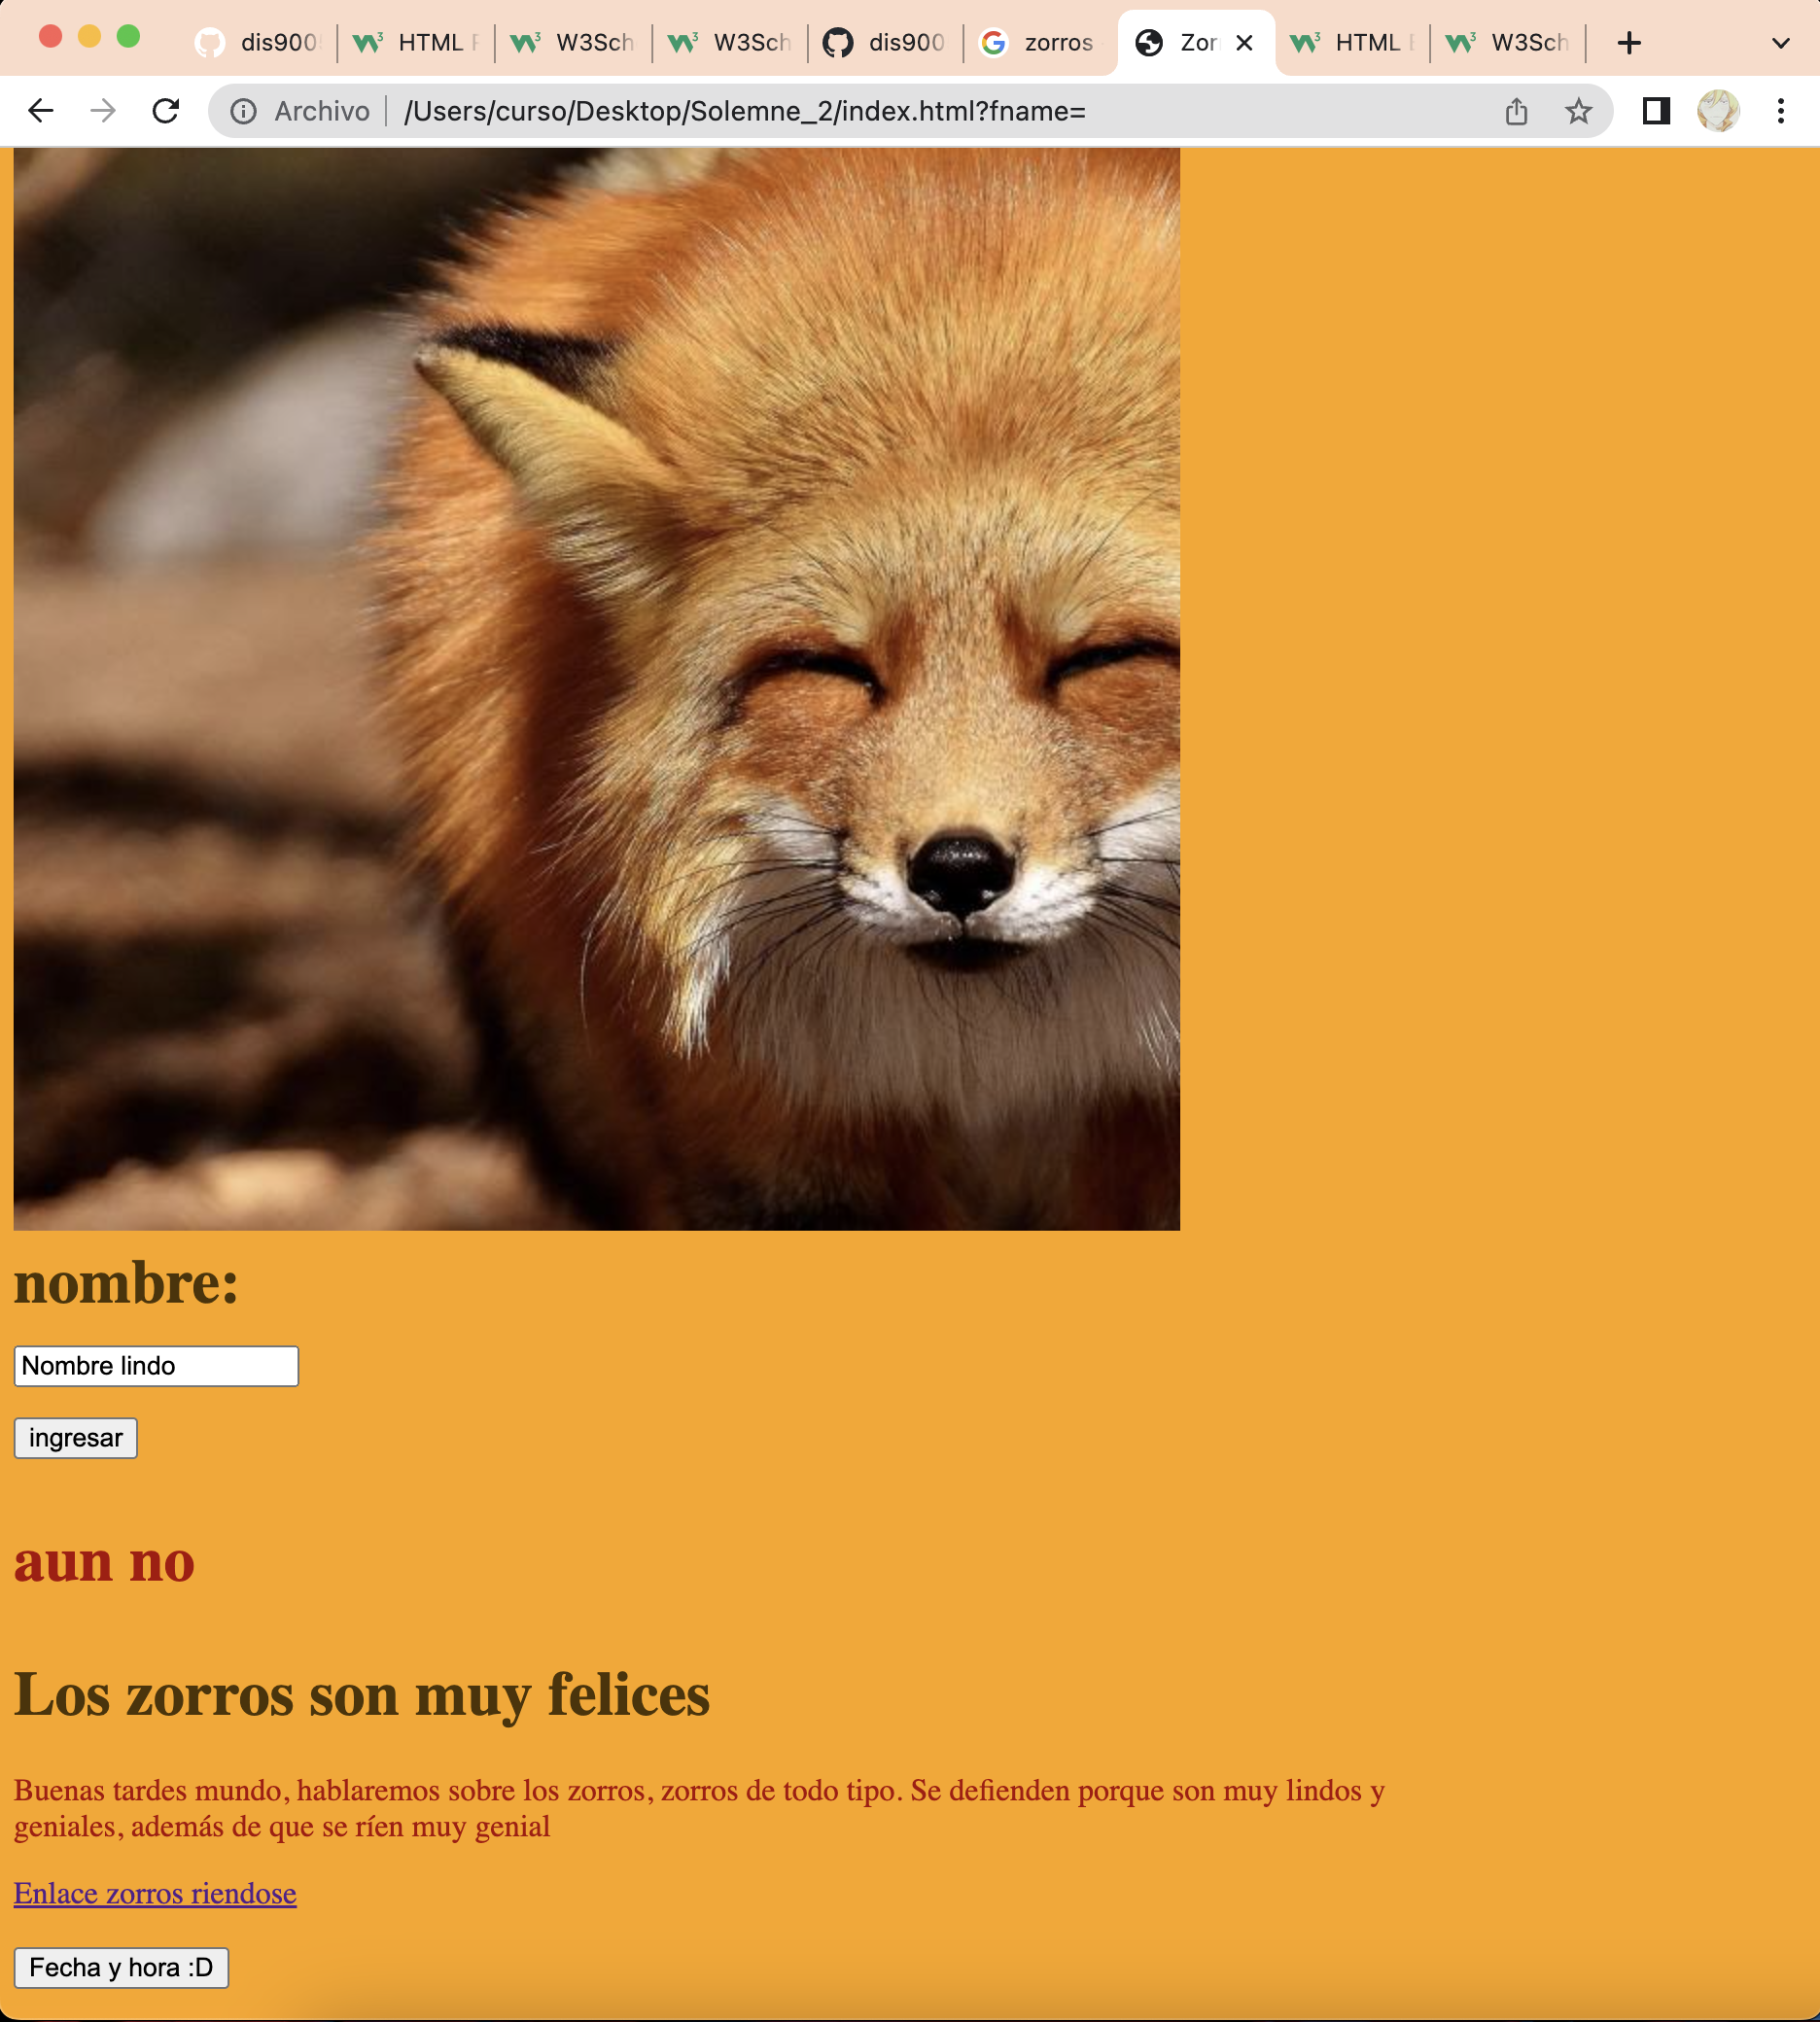 dis900 HTML W3Sch W3Sch dis900 zorros Zor HTML W3Sch
Archivo /Users/curso/Desktop/Solemne_2/index.html?fname=
nombre:
Nombre lindo
ingresar
aun no
Los zorros son muy felices
Buenas tardes mundo, hablaremos sobre los zorros, zorros de todo tipo. Se defienden porque son muy lindos y
geniales, además de que se ríen muy genial
Enlace zorros riendose
Fecha y hora :D